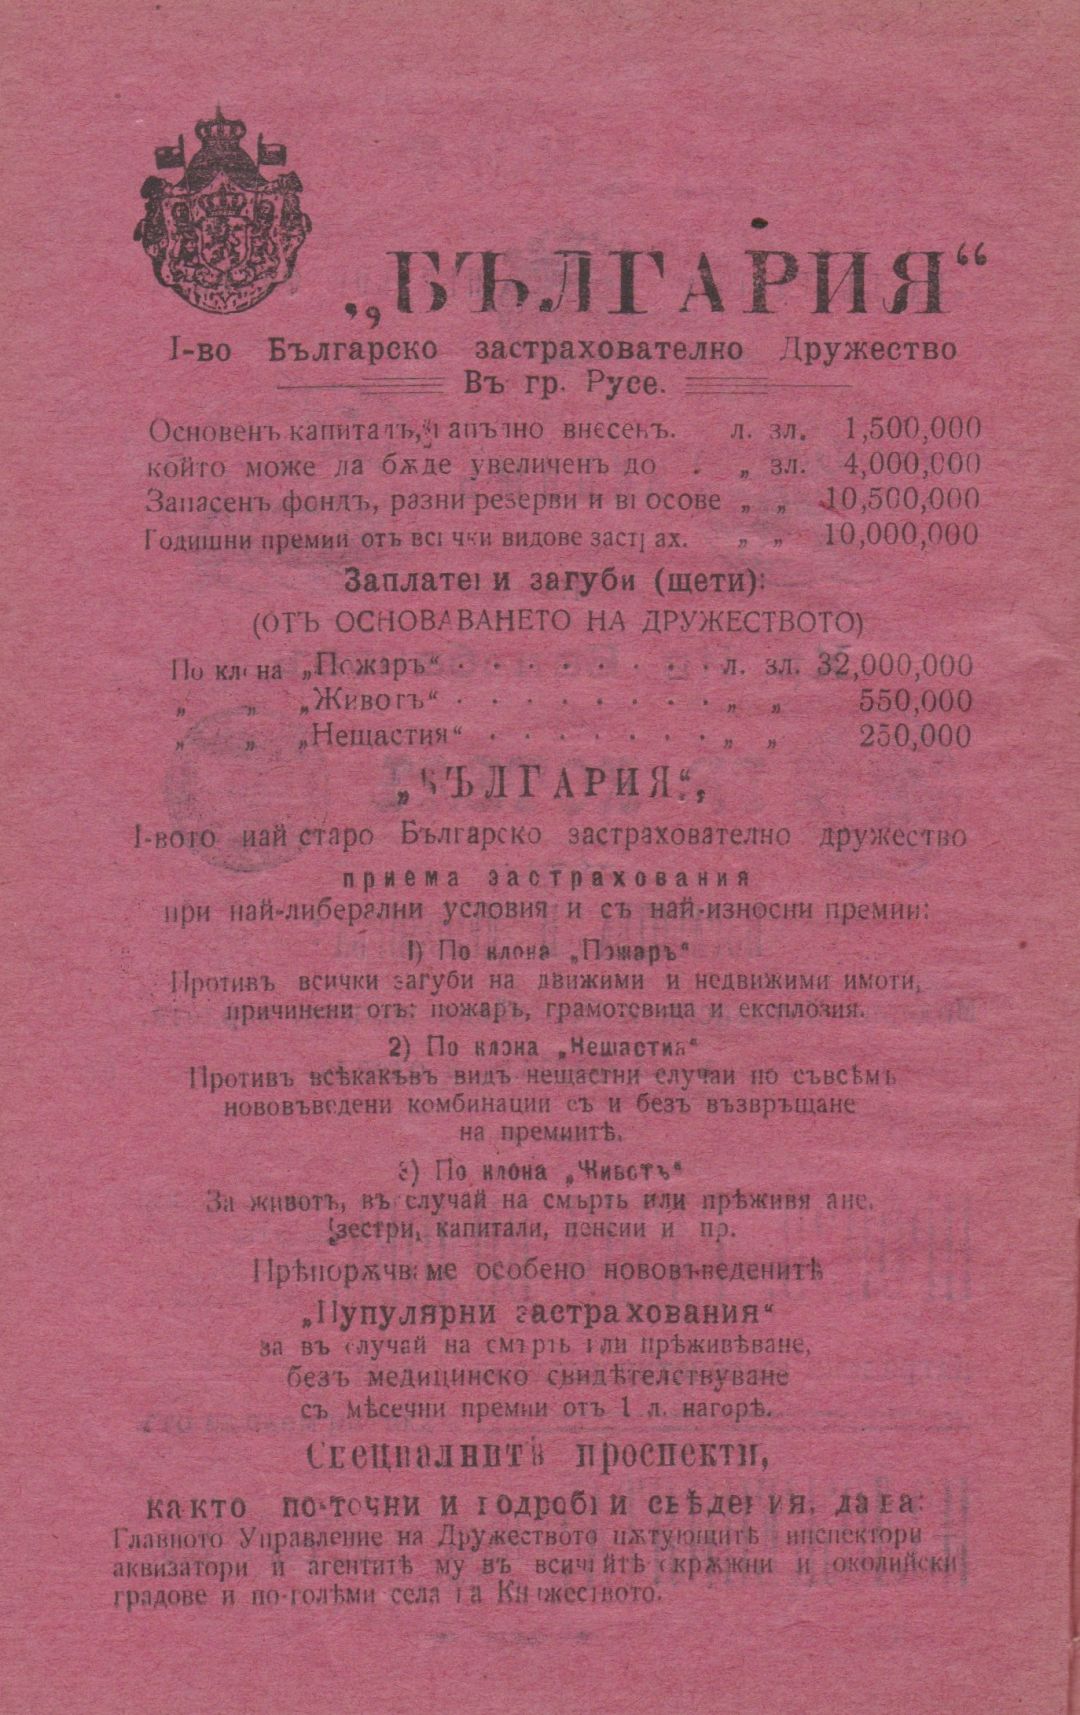 „БЪЛГАРИЯ“
I-во Българско застрахователно Дружество
Въ гр. Русе.
Основенъ капиталъ, напълно внесенъ. л. зл. 1,500,000
който може да бѫде увеличенъ до . „ зл. 4,000,000
Запасенъ фондъ, разни резерви и вносове „ „ 10,500,000
Годишни премии отъ всички видове застрах. „ „ 10,000,000
Заплатени загуби (щети):
(ОТЪ ОСНОВАВАНЕТО НА ДРУЖЕСТВОТО)
По клона „Пожаръ“ . . . . . . . . л. зл. 32,000,000
„ „ „Животъ“ . . . . . . . . „ „ 550,000
„ „ „Нещастия“ . . . . . . . „ „ 250,000
„БЪЛГАРИЯ“,
I-вото най старо Българско застрахователно дружество
приема застрахования
при най-либерални условия и съ най-износни премии:
1) По клона „Пожаръ“
Противъ всички загуби на движими и недвижими имоти,
причинени отъ: пожаръ, грамотевица и експлозия.
2) По клона „Нещастия“
Противъ всѣкакъвъ видъ нещастни случаи по съвсѣмъ
нововъведени комбинации съ и безъ възвръщане
на премиитѣ.
3) По клона „Животъ“
За животъ, въ случай на смърть или прѣживяване,
зестри, капитали, пенсии и пр.
Прѣпорѫчваме особено нововъведенитѣ
„Пупулярни застрахования“
за въ случай на смърть или прѣживѣване,
безъ медицинско свидѣтелствуване
съ мѣсечни премии отъ 1 л. нагорѣ.
Специалнитѣ проспекти,
както по-точни и подробни свѣдения, дава:
Главното Управление на Дружеството пѫтующитѣ инспектори
аквизатори и агентитѣ му въ всичкитѣ окрѫжни и околийски
градове и по-голѣми села на Княжеството.